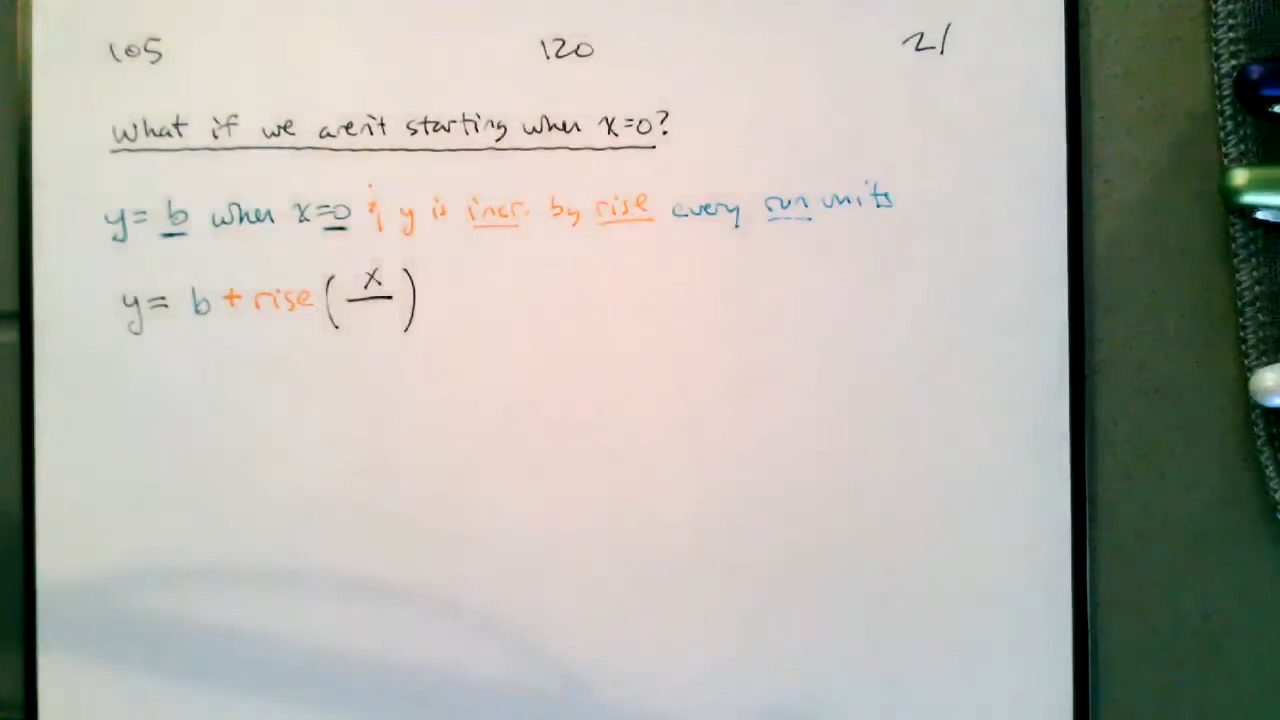 105 120 21
What if we aren't starting when x=0?
y= b when x=0 & y is incr. by rise every run units
y= b + rise (x/ )